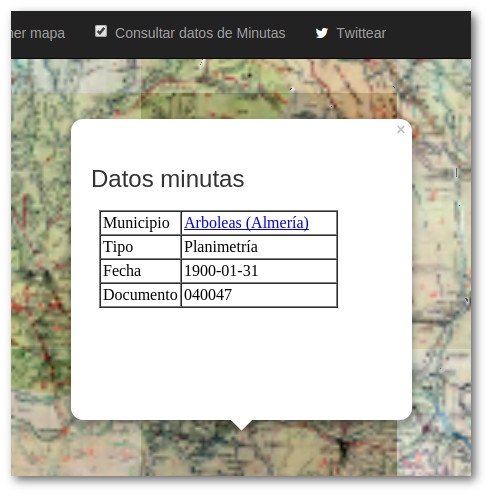 ner mapa Consultar datos de Minutas Twittear
×
Datos minutas
Municipio Arboleas (Almería)
Tipo Planimetría
Fecha 1900-01-31
Documento 040047